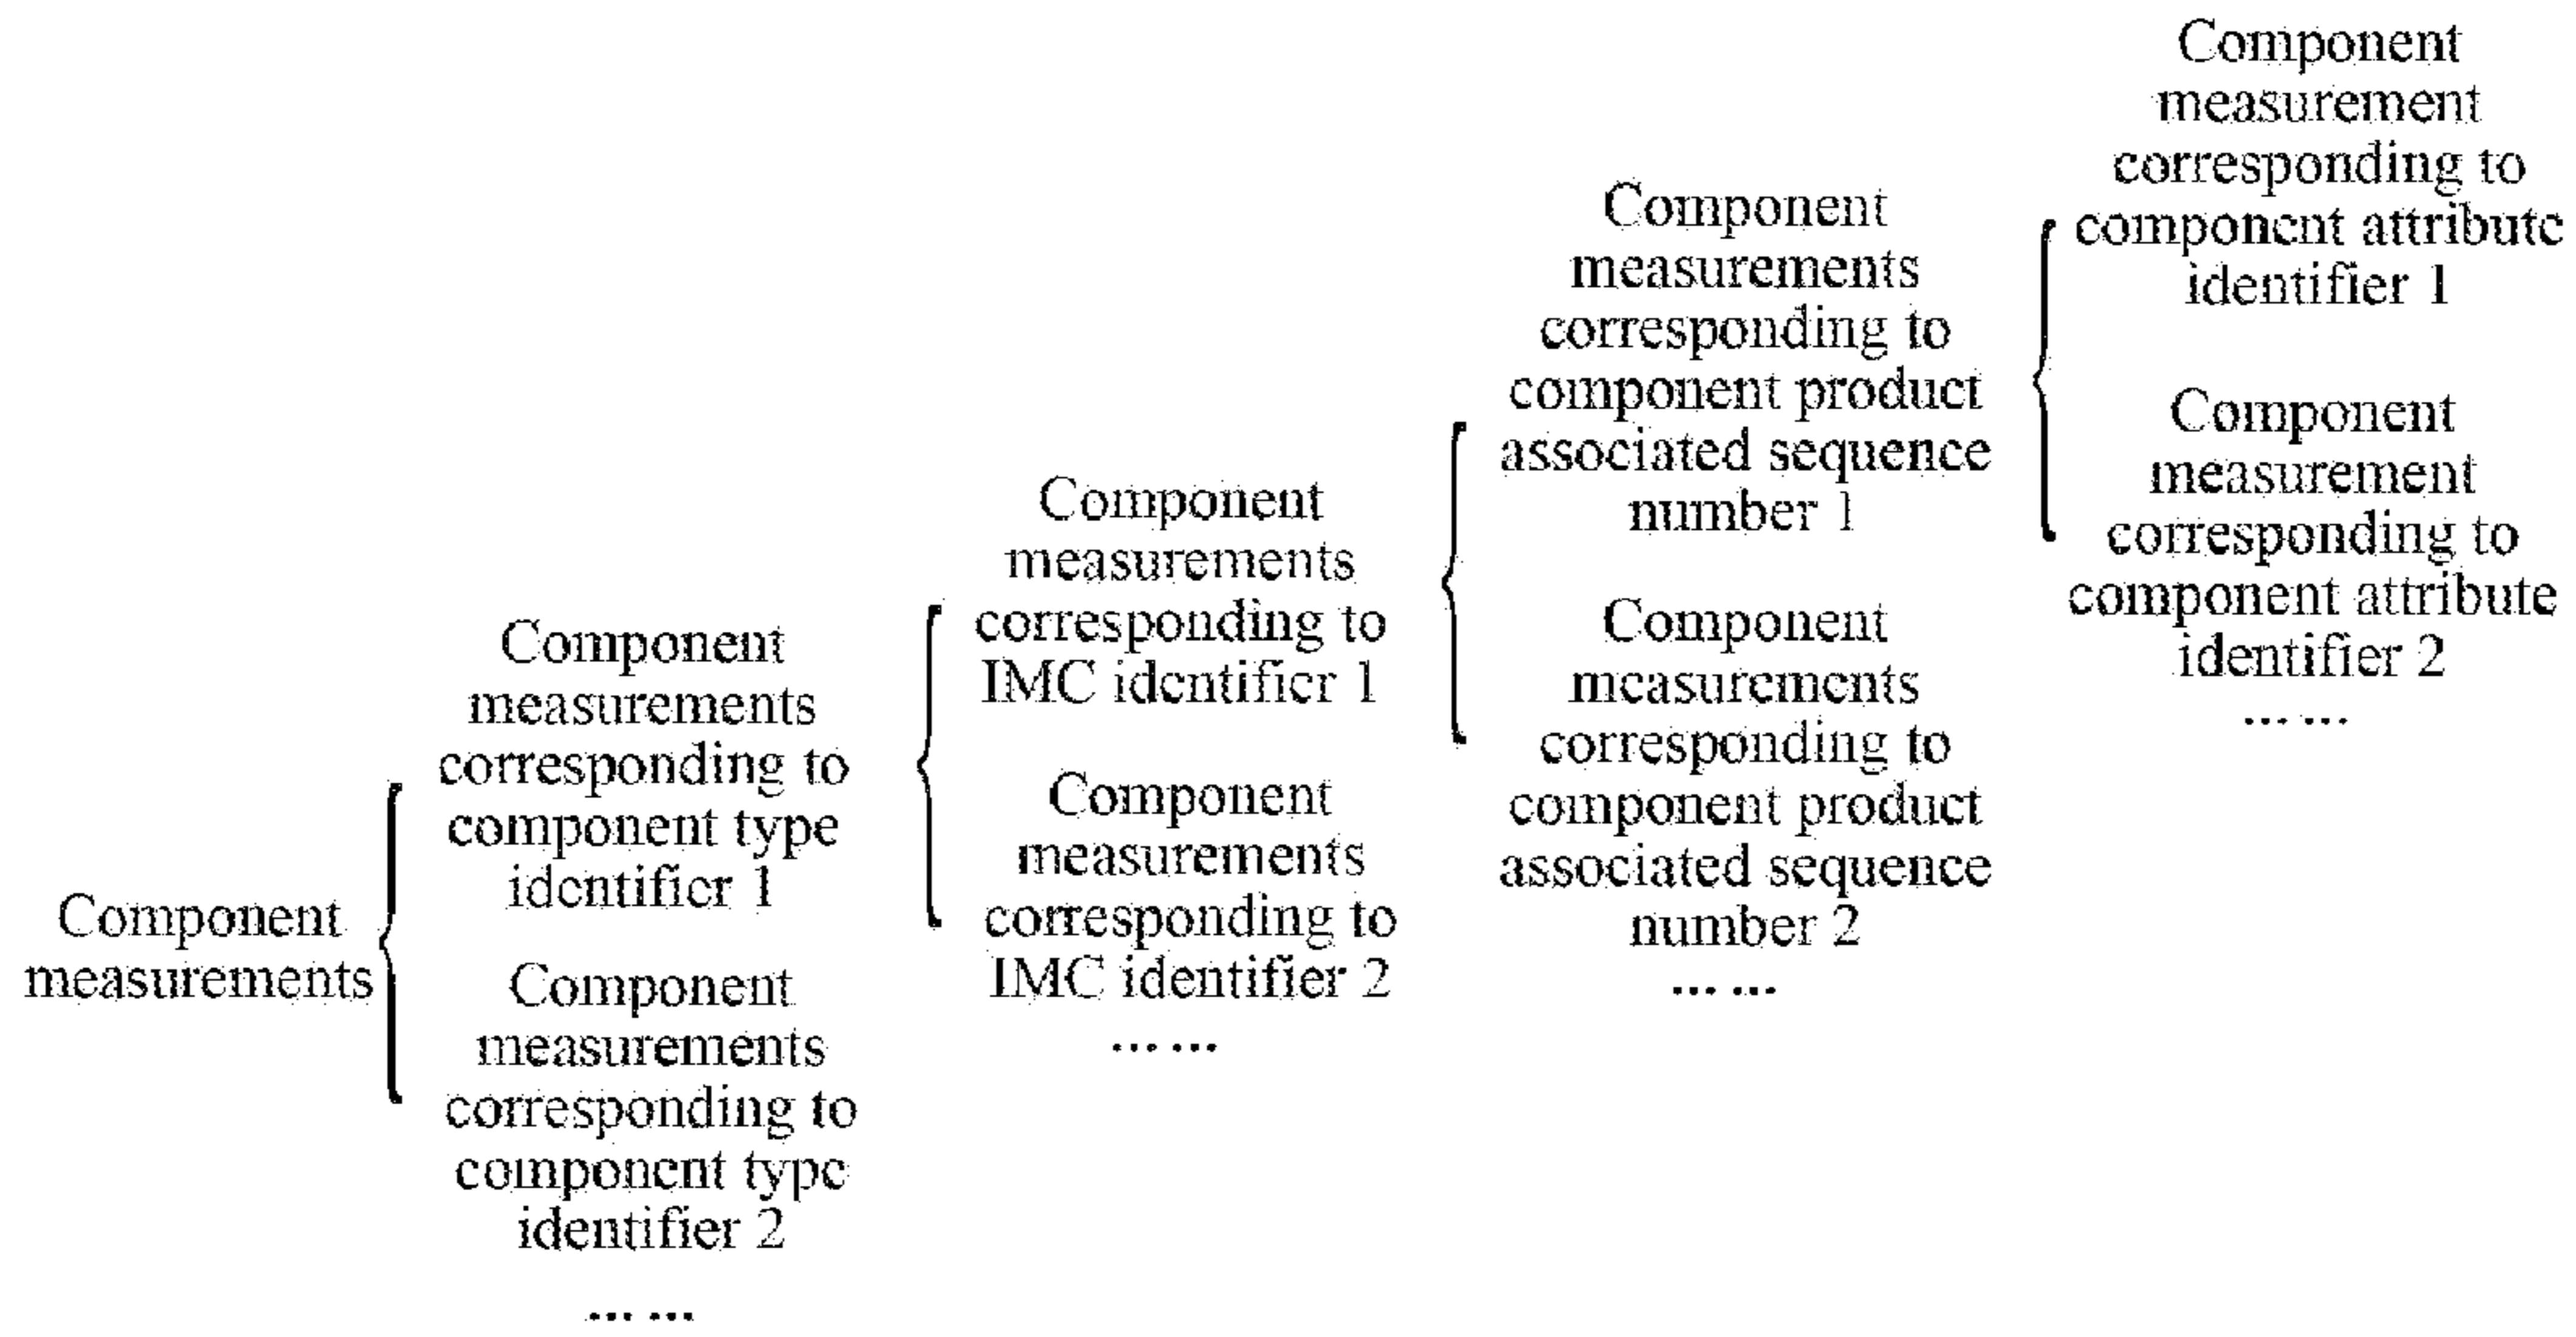 Component
measurements
Component
measurements
corresponding to
component type
identifier 1
Component
measurements
corresponding to
component type
identifier 2
... ...
Component
measurements
corresponding to
IMC identifier 1
Component
measurements
corresponding to
IMC identifier 2
... ...
Component
measurements
corresponding to
component product
associated sequence
number 1
Component
measurements
corresponding to
component product
associated sequence
number 2
... ...
Component
measurement
corresponding to
component attribute
identifier 1
Component
measurement
corresponding to
component attribute
identifier 2
... ...